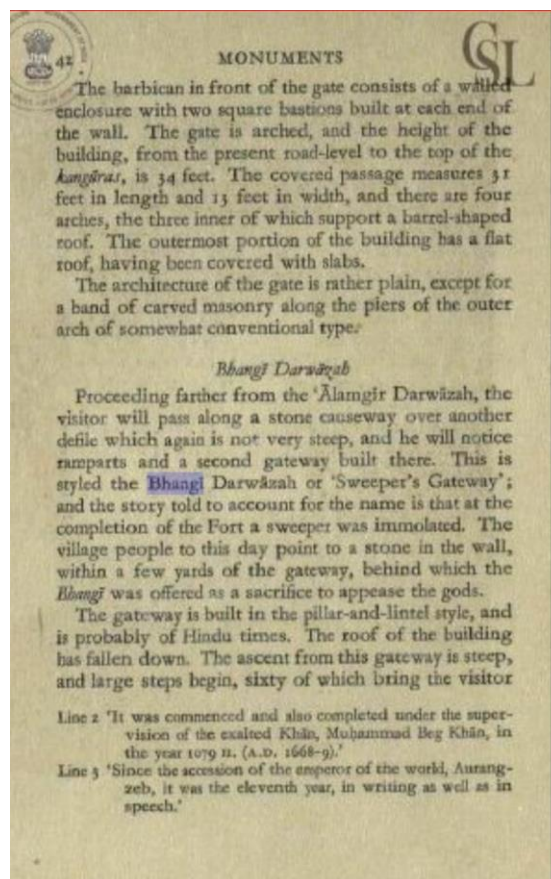 42 MONUMENTS
CSL
The barbican in front of the gate consists of a walled
enclosure with two square bastions built at each end of
the wall. The gate is arched, and the height of the
building, from the present road-level to the top of the
kangūras, is 34 feet. The covered passage measures 31
feet in length and 13 feet in width, and there are four
arches, the three inner of which support a barrel-shaped
roof. The outermost portion of the building has a flat
roof, having been covered with slabs.
The architecture of the gate is rather plain, except for
a band of carved masonry along the piers of the outer
arch of somewhat conventional type.
Bhangī Darwāzah
Proceeding farther from the 'Ālamgīr Darwāzah, the
visitor will pass along a stone causeway over another
defile which again is not very steep, and he will notice
ramparts and a second gateway built there. This is
styled the Bhangī Darwāzah or 'Sweeper's Gateway';
and the story told to account for the name is that at the
completion of the Fort a sweeper was immolated. The
village people to this day point to a stone in the wall,
within a few yards of the gateway, behind which the
Bhangī was offered as a sacrifice to appease the gods.
The gateway is built in the pillar-and-lintel style, and
is probably of Hindu times. The roof of the building
has fallen down. The ascent from this gateway is steep,
and large steps begin, sixty of which bring the visitor
Line 2 'It was commenced and also completed under the super-
vision of the exalted Khān, Muḥammad Beg Khān, in
the year 1079 H. (A.D. 1668-9).'
Line 3 'Since the accession of the emperor of the world, Aurang-
zeb, it was the eleventh year, in writing as well as in
speech.'